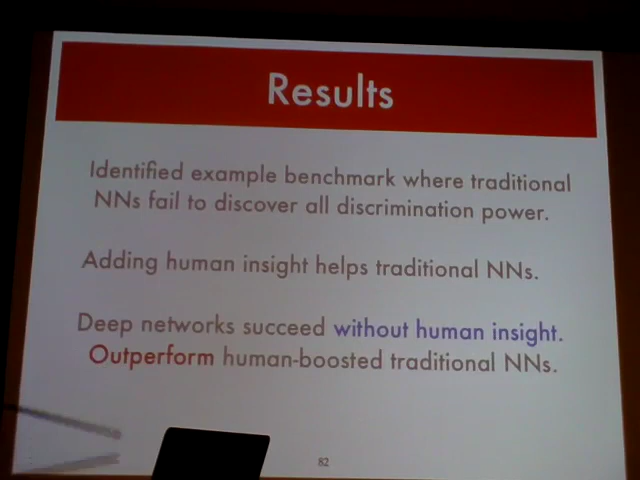 Results
Identified example benchmark where traditional
NNs fail to discover all discrimination power.
Adding human insight helps traditional NNs.
Deep networks succeed without human insight.
Outperform human-boosted traditional NNs.
82